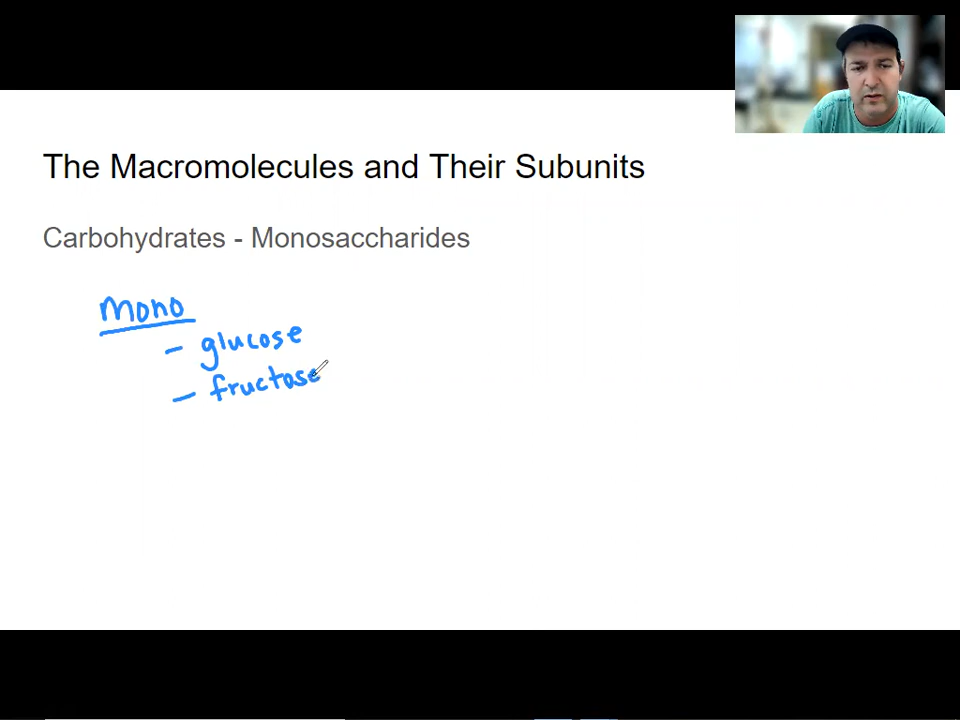 The Macromolecules and Their Subunits
Carbohydrates - Monosaccharides
Mono
- glucose
- fructose